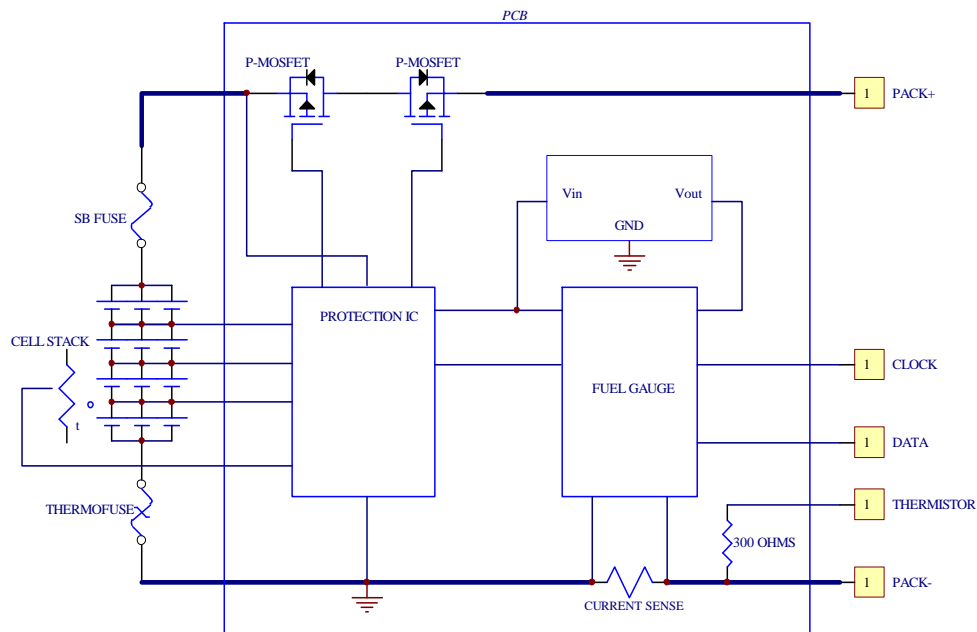 PCB
P-MOSFET
P-MOSFET
1
PACK+
Vin
Vout
GND
SB FUSE
PROTECTION IC
CELL STACK
FUEL GAUGE
1
CLOCK
t
o
1
DATA
THERMOFUSE
1
THERMISTOR
300 OHMS
1
PACK-
CURRENT SENSE